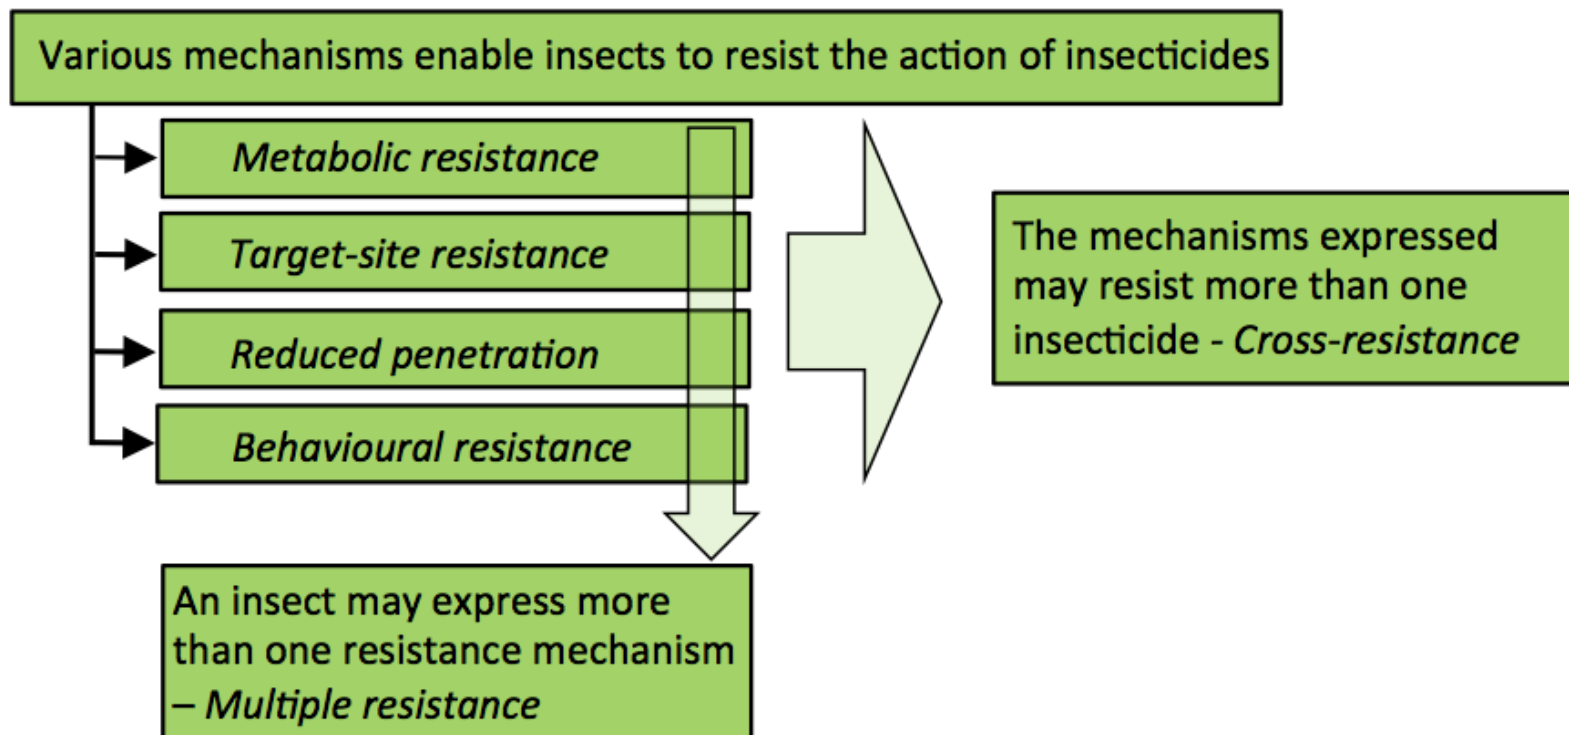 Various mechanisms enable insects to resist the action of insecticides
Metabolic resistance
Target-site resistance
Reduced penetration
Behavioural resistance
The mechanisms expressed
may resist more than one
insecticide - Cross-resistance
An insect may express more
than one resistance mechanism
– Multiple resistance